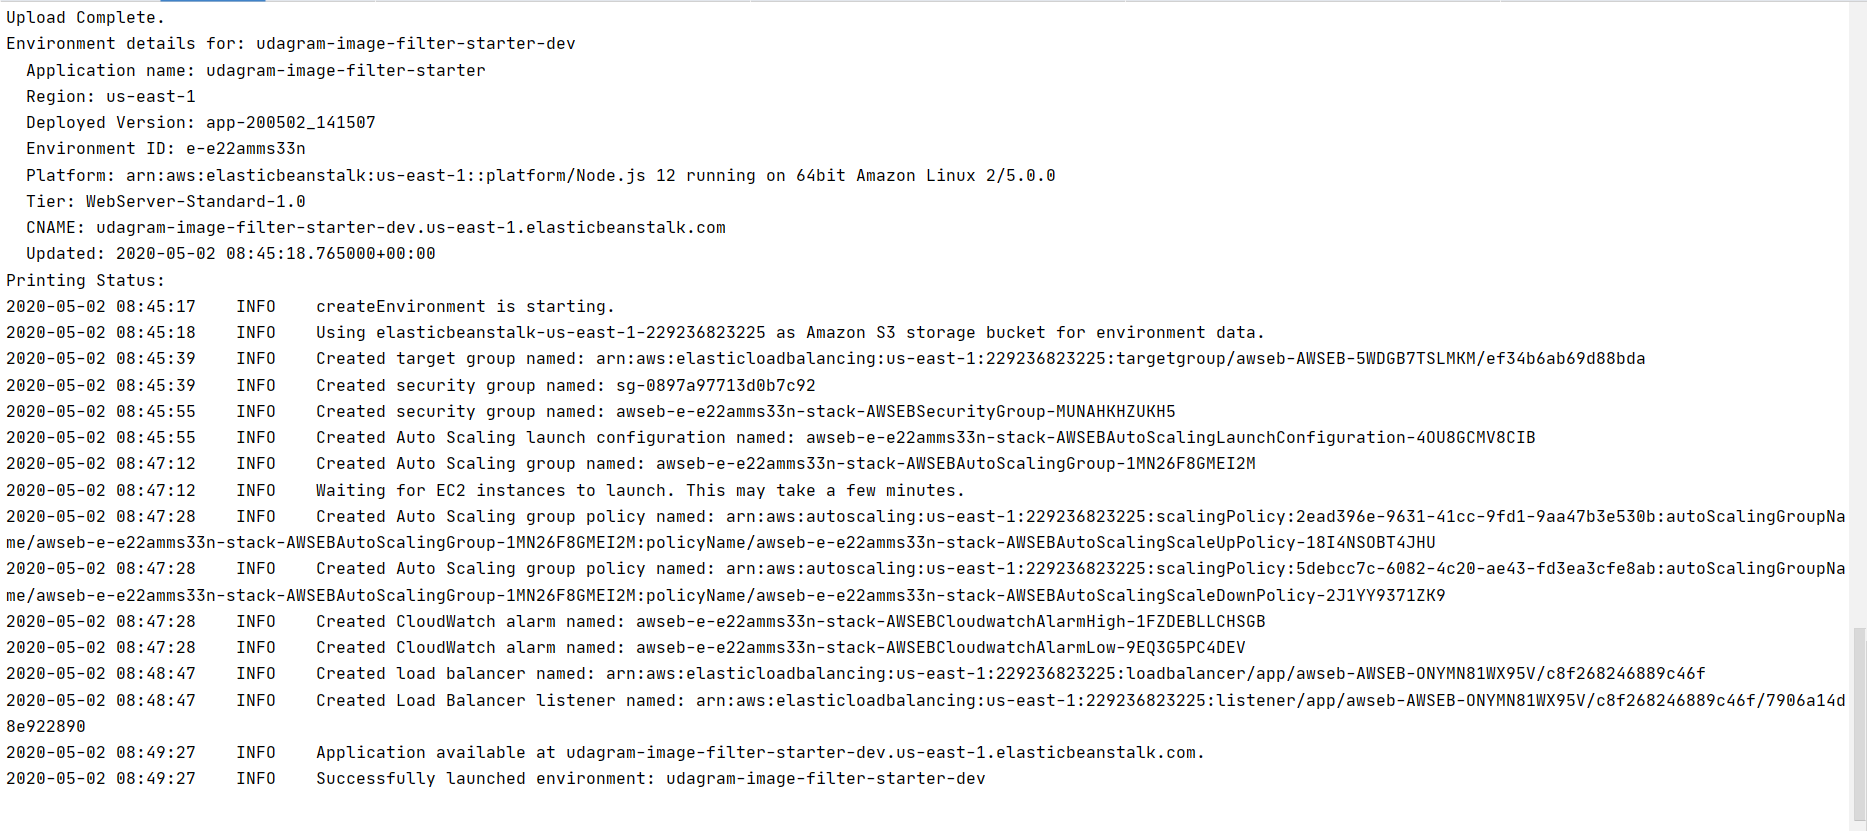 Upload Complete.
Environment details for: udagram-image-filter-starter-dev
  Application name: udagram-image-filter-starter
  Region: us-east-1
  Deployed Version: app-200502_141507
  Environment ID: e-e22amms33n
  Platform: arn:aws:elasticbeanstalk:us-east-1::platform/Node.js 12 running on 64bit Amazon Linux 2/5.0.0
  Tier: WebServer-Standard-1.0
  CNAME: udagram-image-filter-starter-dev.us-east-1.elasticbeanstalk.com
  Updated: 2020-05-02 08:45:18.765000+00:00
Printing Status:
2020-05-02 08:45:17    INFO    createEnvironment is starting.
2020-05-02 08:45:18    INFO    Using elasticbeanstalk-us-east-1-229236823225 as Amazon S3 storage bucket for environment data.
2020-05-02 08:45:39    INFO    Created target group named: arn:aws:elasticloadbalancing:us-east-1:229236823225:targetgroup/awseb-AWSEB-5WDGB7TSLMKM/ef34b6ab69d88bda
2020-05-02 08:45:39    INFO    Created security group named: sg-0897a97713d0b7c92
2020-05-02 08:45:55    INFO    Created security group named: awseb-e-e22amms33n-stack-AWSEBSecurityGroup-MUNAHKHZUKH5
2020-05-02 08:45:55    INFO    Created Auto Scaling launch configuration named: awseb-e-e22amms33n-stack-AWSEBAutoScalingLaunchConfiguration-4OU8GCMV8CIB
2020-05-02 08:47:12    INFO    Created Auto Scaling group named: awseb-e-e22amms33n-stack-AWSEBAutoScalingGroup-1MN26F8GMEI2M
2020-05-02 08:47:12    INFO    Waiting for EC2 instances to launch. This may take a few minutes.
2020-05-02 08:47:28    INFO    Created Auto Scaling group policy named: arn:aws:autoscaling:us-east-1:229236823225:scalingPolicy:2ead396e-9631-41cc-9fd1-9aa47b3e530b:autoScalingGroupNa
me/awseb-e-e22amms33n-stack-AWSEBAutoScalingGroup-1MN26F8GMEI2M:policyName/awseb-e-e22amms33n-stack-AWSEBAutoScalingScaleUpPolicy-18I4NSOBT4JHU
2020-05-02 08:47:28    INFO    Created Auto Scaling group policy named: arn:aws:autoscaling:us-east-1:229236823225:scalingPolicy:5debcc7c-6082-4c20-ae43-fd3ea3cfe8ab:autoScalingGroupNa
me/awseb-e-e22amms33n-stack-AWSEBAutoScalingGroup-1MN26F8GMEI2M:policyName/awseb-e-e22amms33n-stack-AWSEBAutoScalingScaleDownPolicy-2J1YY9371ZK9
2020-05-02 08:47:28    INFO    Created CloudWatch alarm named: awseb-e-e22amms33n-stack-AWSEBCloudwatchAlarmHigh-1FZDEBLLCHSGB
2020-05-02 08:47:28    INFO    Created CloudWatch alarm named: awseb-e-e22amms33n-stack-AWSEBCloudwatchAlarmLow-9EQ3G5PC4DEV
2020-05-02 08:48:47    INFO    Created load balancer named: arn:aws:elasticloadbalancing:us-east-1:229236823225:loadbalancer/app/awseb-AWSEB-ONYMN81WX95V/c8f268246889c46f
2020-05-02 08:48:47    INFO    Created Load Balancer listener named: arn:aws:elasticloadbalancing:us-east-1:229236823225:listener/app/awseb-AWSEB-ONYMN81WX95V/c8f268246889c46f/7906a14d
8e922890
2020-05-02 08:49:27    INFO    Application available at udagram-image-filter-starter-dev.us-east-1.elasticbeanstalk.com.
2020-05-02 08:49:27    INFO    Successfully launched environment: udagram-image-filter-starter-dev